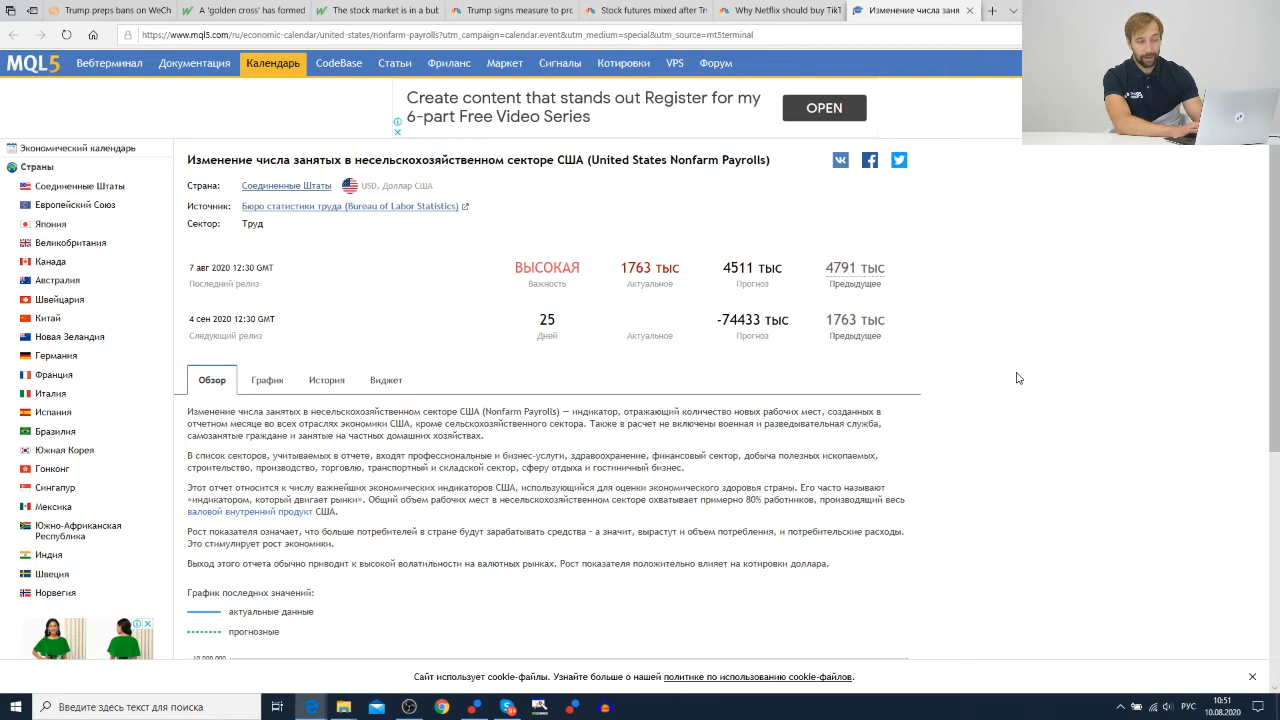 Trump bans on WeCh
Stock market is in a bub
Trump measures to prc
Stock futures mixed after
Why Netflix should buy TikT
Изменение числа заня
https://www.mql5.com/ru/economic-calendar/united-states/nonfarm-payrolls?utm_campaign=calendar.event&utm_medium=special&utm_source=mt5terminal
MQL5
Вебтерминал
Документация
Календарь
CodeBase
Статьи
Фриланс
Маркет
Сигналы
Котировки
VPS
Форум
Create content that stands out Register for my
6-part Free Video Series
OPEN
Экономический календарь
Страны
Соединенные Штаты
Европейский Союз
Япония
Великобритания
Канада
Австралия
Швейцария
Китай
Новая Зеландия
Германия
Франция
Италия
Испания
Бразилия
Южная Корея
Гонконг
Сингапур
Мексика
Южно-Африканская
Республика
Индия
Швеция
Норвегия
Изменение числа занятых в несельскохозяйственном секторе США (United States Nonfarm Payrolls)
Страна: Соединенные Штаты USD, Доллар США
Источник: Бюро статистики труда (Bureau of Labor Statistics)
Сектор: Труд
7 авг 2020 12:30 GMT ВЫСОКАЯ 1763 тыс 4511 тыс 4791 тыс
Последний релиз Важность Актуальное Прогноз Предыдущее
4 сен 2020 12:30 GMT 25 -74433 тыс 1763 тыс
Следующий релиз Дней Актуальное Прогноз Предыдущее
Обзор График История Виджет
Изменение числа занятых в несельскохозяйственном секторе США (Nonfarm Payrolls) — индикатор, отражающий количество новых рабочих мест, созданных в
отчетном месяце во всех отраслях экономики США, кроме сельскохозяйственного сектора. Также в расчет не включены военная и разведывательная служба,
самозанятые граждане и занятые на частных домашних хозяйствах.
В список секторов, учитываемых в отчете, входят профессиональные и бизнес-услуги, здравоохранение, финансовый сектор, добыча полезных ископаемых,
строительство, производство, торговлю, транспортный и складской сектор, сферу отдыха и гостиничный бизнес.
Этот отчет относится к числу важнейших экономических индикаторов США, использующийся для оценки экономического здоровья страны. Его часто называют
«индикатором, который двигает рынки». Общий объем рабочих мест в несельскохозяйственном секторе охватывает примерно 80% работников, производящий весь
валовой внутренний продукт США.
Рост показателя означает, что больше потребителей в стране будут зарабатывать средства - а значит, вырастут и объем потребления, и потребительские расходы.
Это стимулирует рост экономики.
Выход этого отчета обычно приводит к высокой волатильности на валютных рынках. Рост показателя положительно влияет на котировки доллара.
График последних значений:
актуальные данные
прогнозные
10 000 000
Сайт использует cookie-файлы. Узнайте больше о нашей политике по использованию cookie-файлов.
Введите здесь текст для поиска
РУС
10:51
10.08.2020